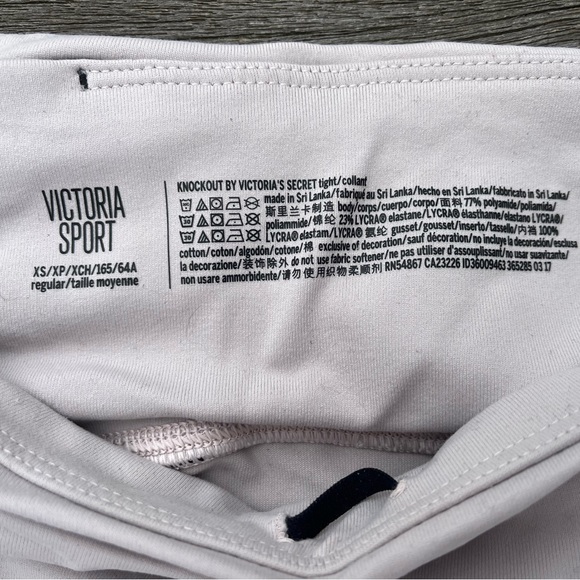 VICTORIA
SPORT
XS/XP/XCH/165/64A
regular/taille moyenne
KNOCKOUT BY VICTORIA'S SECRET tight/collant
made in Sri Lanka/fabriqué au Sri Lanka/hecho en Sri Lanka/fabbricato in Sri Lanka/
斯里兰卡制造 body/corps/cuerpo/corpo/面料 77% polyamide/poliamida/
poliammide/锦纶 23% LYCRA® elastane/LYCRA® élasthanne/elastano LYCRA®/
LYCRA® elastam/LYCRA® 氨纶 gusset/gousset/inserto/tassello/内裆 100%
cotton/coton/algodón/cotone/棉 exclusive of decoration/sauf décoration/no incluye la decoración/esclusa
la decorazione/装饰除外 do not use fabric softener/ne pas utiliser d'assouplissant/no usar suavizante/
non usare ammorbidente/请勿使用织物柔顺剂 RN54867 CA23226 ID36009463 365285 03 17